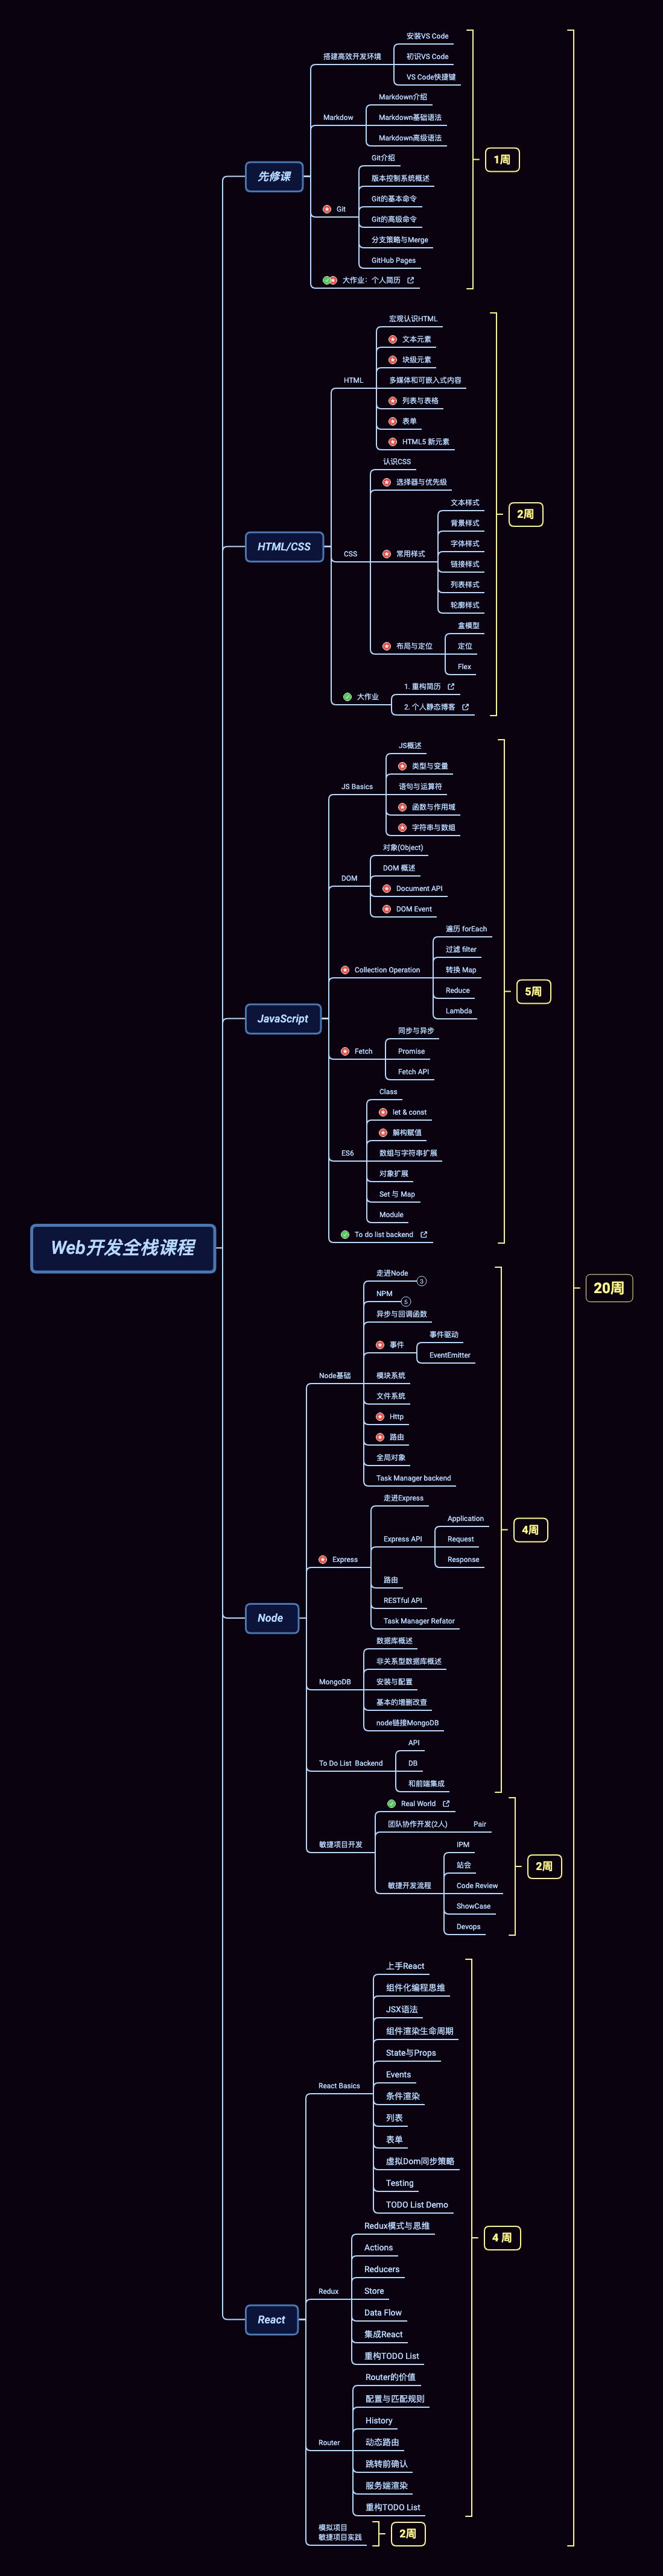 安装VS Code
搭建高效开发环境
初识VS Code
VS Code快捷键
Markdown介绍
Markdow
Markdown基础语法
Markdown高级语法
1周
Git介绍
先修课
版本控制系统概述
Git的基本命令
Git
Git的高级命令
分支策略与Merge
GitHub Pages
大作业：个人简历
宏观认识HTML
文本元素
块级元素
HTML
多媒体和可嵌入式内容
列表与表格
表单
HTML5 新元素
认识CSS
选择器与优先级
文本样式
2周
背景样式
HTML/CSS
字体样式
CSS
常用样式
链接样式
列表样式
轮廓样式
盒模型
布局与定位
定位
Flex
1. 重构简历
大作业
2. 个人静态博客
JS概述
类型与变量
JS Basics
语句与运算符
函数与作用域
字符串与数组
对象(Object)
DOM 概述
DOM
Document API
DOM Event
遍历 forEach
过滤 filter
Collection Operation
转换 Map
Reduce
5周
Lambda
JavaScript
同步与异步
Fetch
Promise
Fetch API
Class
let & const
解构赋值
ES6
数组与字符串扩展
对象扩展
Set 与 Map
Module
To do list backend
Web开发全栈课程
走进Node
3
20周
NPM
5
异步与回调函数
事件驱动
事件
EventEmitter
Node基础
模块系统
文件系统
Http
路由
全局对象
Task Manager backend
走进Express
Application
4周
Express API
Request
Express
Response
路由
RESTful API
Node
Task Manager Refator
数据库概述
非关系型数据库概述
MongoDB
安装与配置
基本的增删改查
node链接MongoDB
API
To Do List  Backend
DB
和前端集成
Real World
团队协作开发(2人)
Pair
敏捷项目开发
IPM
站会
2周
敏捷开发流程
Code Review
ShowCase
Devops
上手React
组件化编程思维
JSX语法
组件渲染生命周期
State与Props
Events
React Basics
条件渲染
列表
表单
虚拟Dom同步策略
Testing
TODO List Demo
Redux模式与思维
4 周
Actions
Reducers
Redux
Store
Data Flow
React
集成React
重构TODO List
Router的价值
配置与匹配规则
History
Router
动态路由
跳转前确认
服务端渲染
重构TODO List
模拟项目
敏捷项目实践
2周